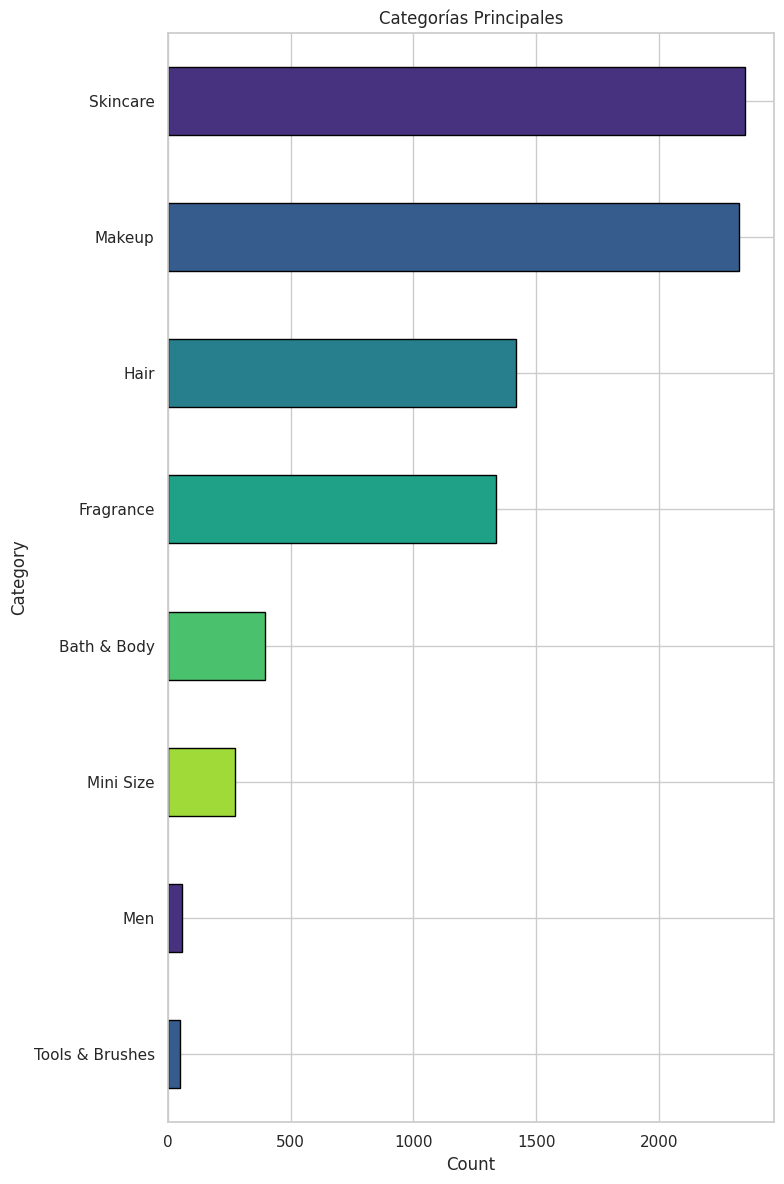 Categorías Principales
Skincare
Makeup
Hair
Fragrance
Bath & Body
Mini Size
Men
Tools & Brushes
Category
0 500 1000 1500 2000
Count